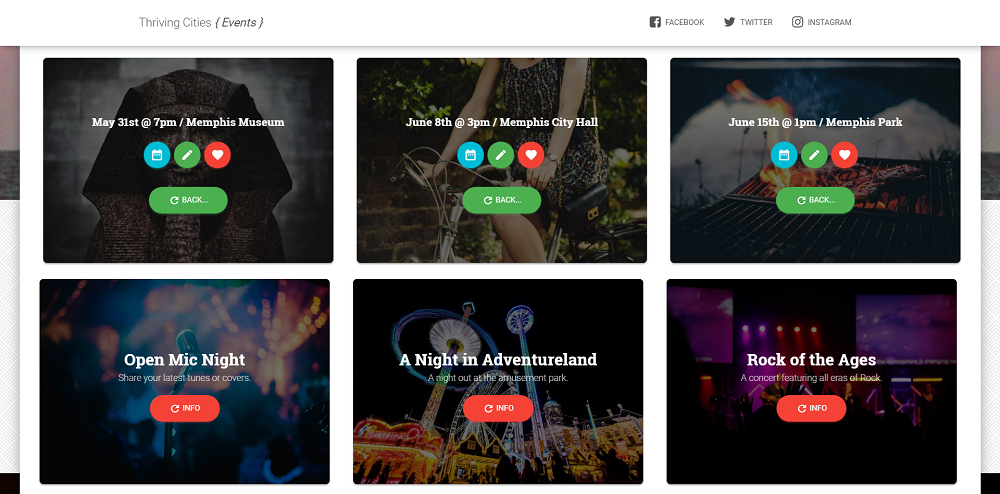 Thriving Cities { Events }
FACEBOOK
TWITTER
INSTAGRAM
May 31st @ 7pm / Memphis Museum
June 8th @ 3pm / Memphis City Hall
June 15th @ 1pm / Memphis Park
BACK...
BACK...
BACK...
Open Mic Night
Share your latest tunes or covers.
INFO
A Night in Adventureland
A night out at the amusement park.
INFO
Rock of the Ages
A concert featuring all eras of Rock.
INFO